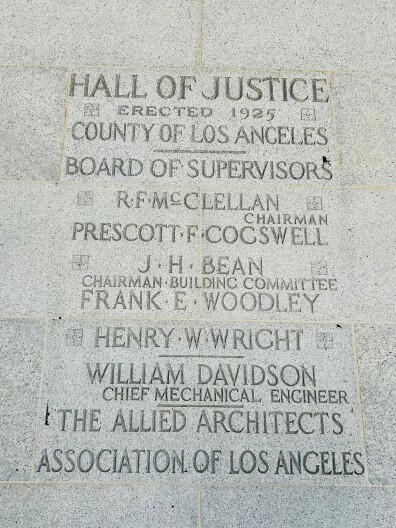 HALL OF JUSTICE
ERECTED 1925
COUNTY OF LOS ANGELES
BOARD OF SUPERVISORS
R·F·McCLELLAN
CHAIRMAN
PRESCOTT·F·COGSWELL
J·H·BEAN
CHAIRMAN·BUILDING COMMITTEE
FRANK·E·WOODLEY
HENRY·W·WRIGHT
WILLIAM DAVIDSON
CHIEF MECHANICAL ENGINEER
THE ALLIED ARCHITECTS
ASSOCIATION OF LOS ANGELES